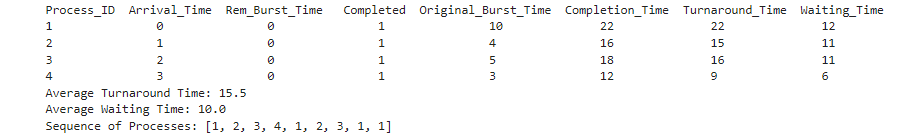 Process_ID Arrival_Time Rem_Burst_Time Completed Original_Burst_Time Completion_Time Turnaround_Time Waiting_Time
1 0 0 1 10 22 22 12
2 1 0 1 4 16 15 11
3 2 0 1 5 18 16 11
4 3 0 1 3 12 9 6
Average Turnaround Time: 15.5
Average Waiting Time: 10.0
Sequence of Processes: [1, 2, 3, 4, 1, 2, 3, 1, 1]